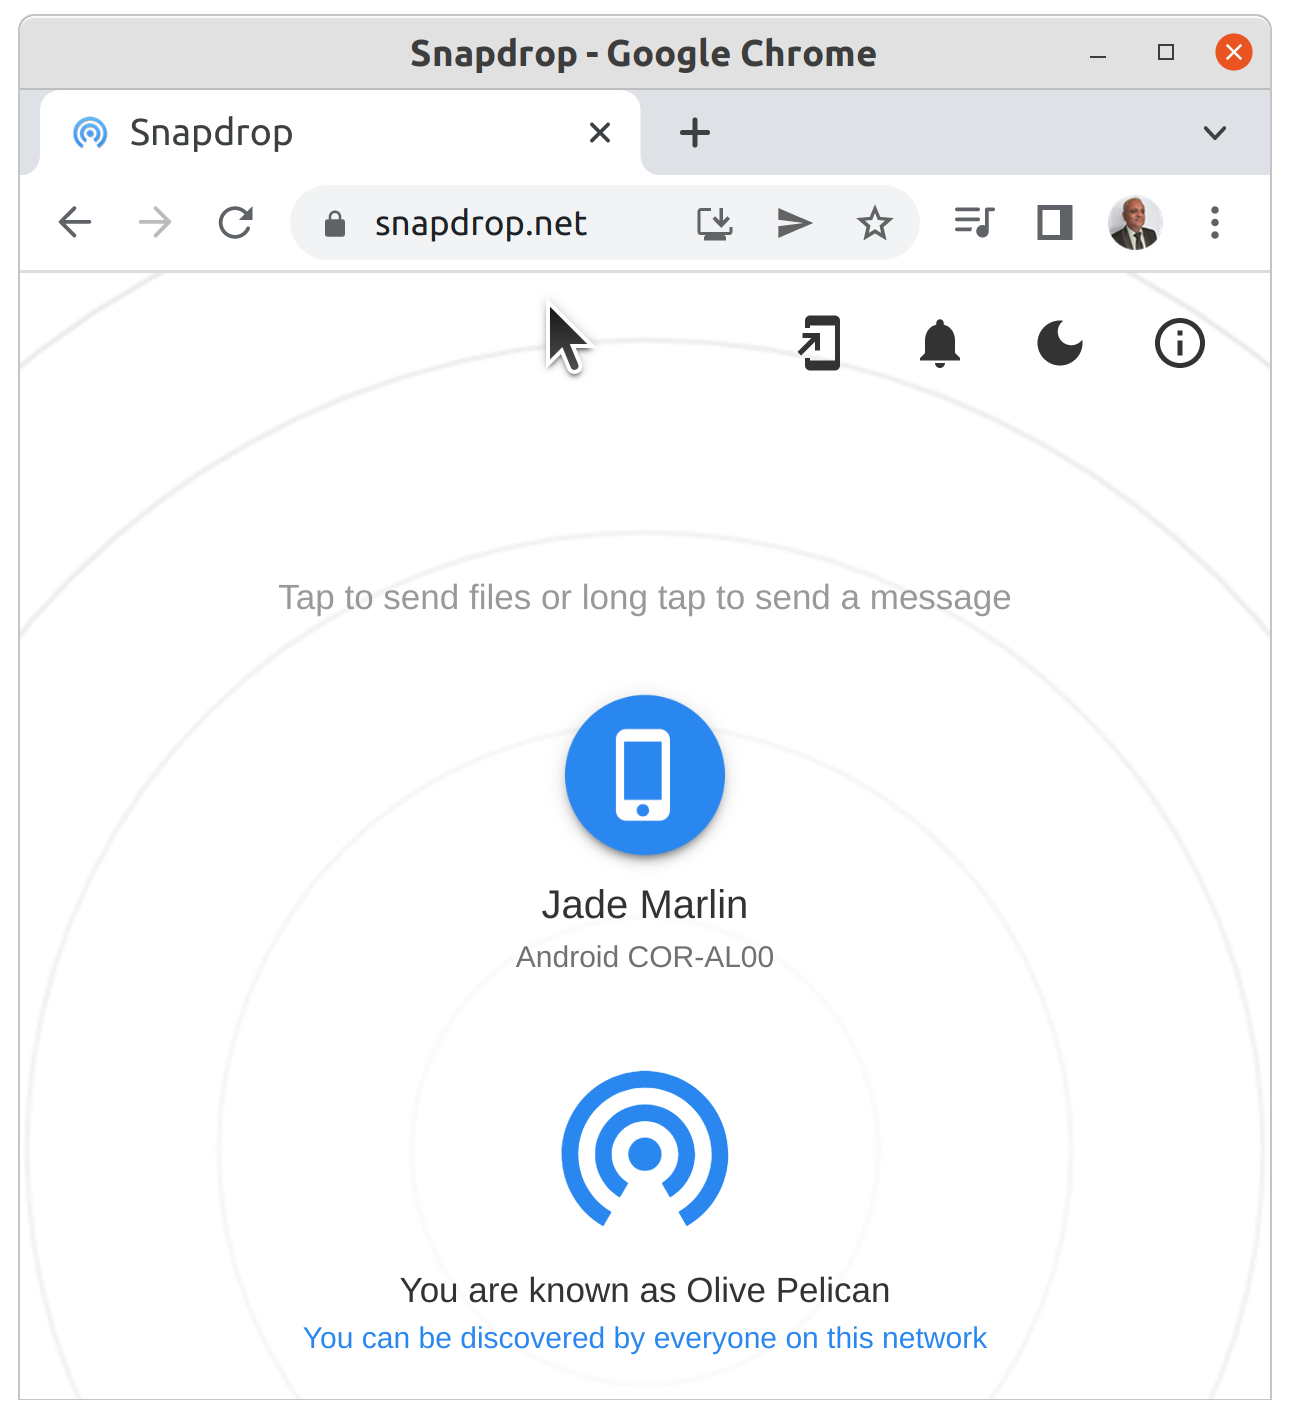 Snapdrop - Google Chrome
Snapdrop
snapdrop.net
Tap to send files or long tap to send a message
Jade Marlin
Android COR-AL00
You are known as Olive Pelican
You can be discovered by everyone on this network